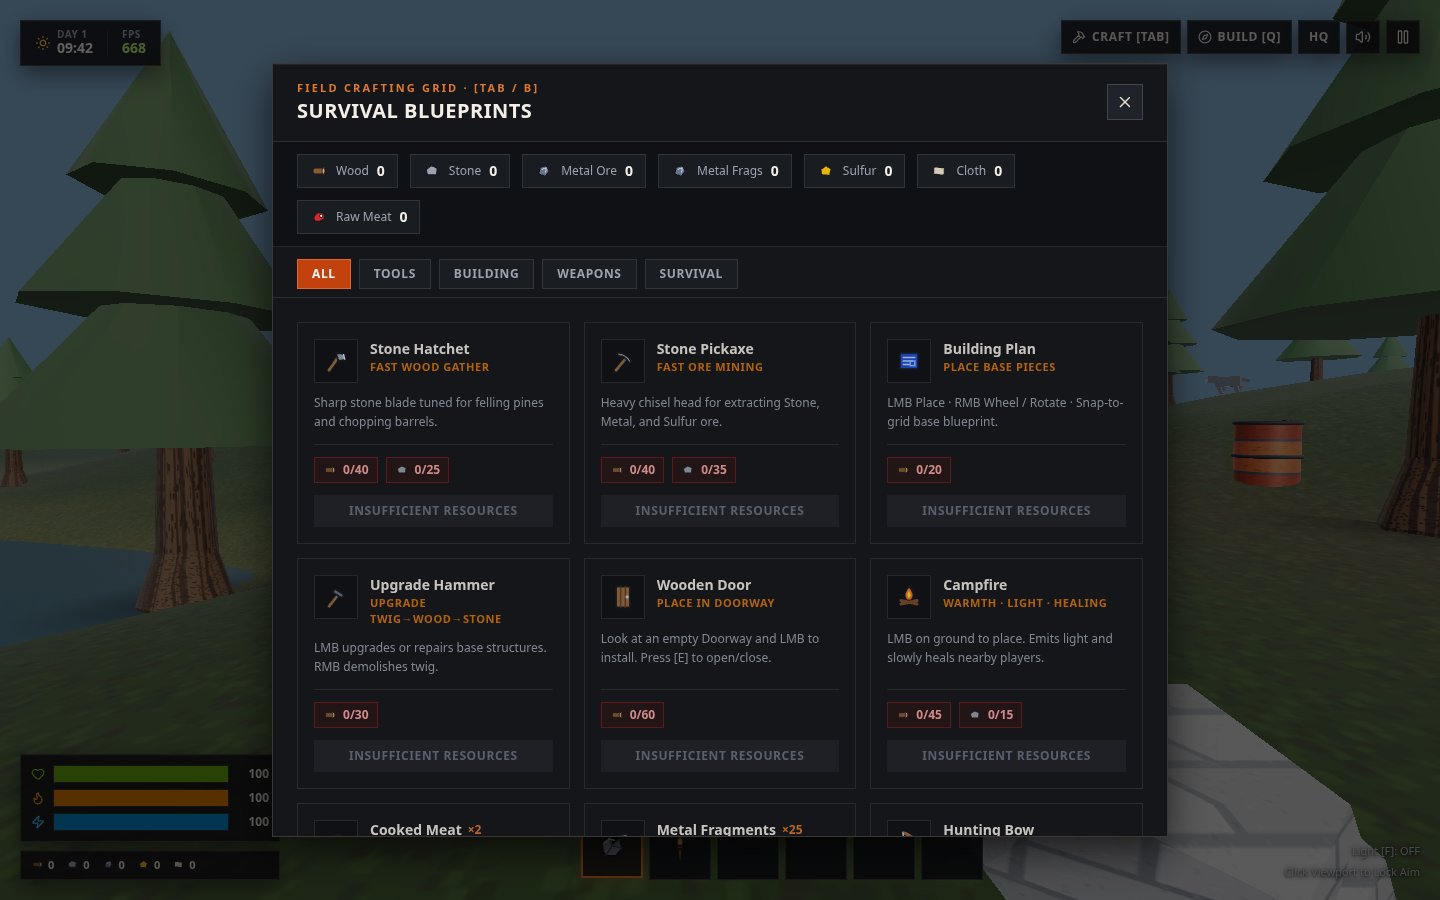 DAY 1
09:42
FPS
668
CRAFT [TAB]
BUILD [Q]
HQ
FIELD CRAFTING GRID · [TAB / B]
SURVIVAL BLUEPRINTS
Wood 0
Stone 0
Metal Ore 0
Metal Frags 0
Sulfur 0
Cloth 0
Raw Meat 0
ALL
TOOLS
BUILDING
WEAPONS
SURVIVAL
Stone Hatchet
FAST WOOD GATHER
Sharp stone blade tuned for felling pines
and chopping barrels.
0/40
0/25
INSUFFICIENT RESOURCES
Stone Pickaxe
FAST ORE MINING
Heavy chisel head for extracting Stone,
Metal, and Sulfur ore.
0/40
0/35
INSUFFICIENT RESOURCES
Building Plan
PLACE BASE PIECES
LMB Place · RMB Wheel / Rotate · Snap-to-
grid base blueprint.
0/20
INSUFFICIENT RESOURCES
Upgrade Hammer
UPGRADE
TWIG→WOOD→STONE
LMB upgrades or repairs base structures.
RMB demolishes twig.
0/30
INSUFFICIENT RESOURCES
Wooden Door
PLACE IN DOORWAY
Look at an empty Doorway and LMB to
install. Press [E] to open/close.
0/60
INSUFFICIENT RESOURCES
Campfire
WARMTH · LIGHT · HEALING
LMB on ground to place. Emits light and
slowly heals nearby players.
0/45
0/15
INSUFFICIENT RESOURCES
Cooked Meat ×2
Metal Fragments ×25
Hunting Bow
100
100
100
0 0 0 0 0
Light [F]: OFF
Click Viewport to Lock Aim